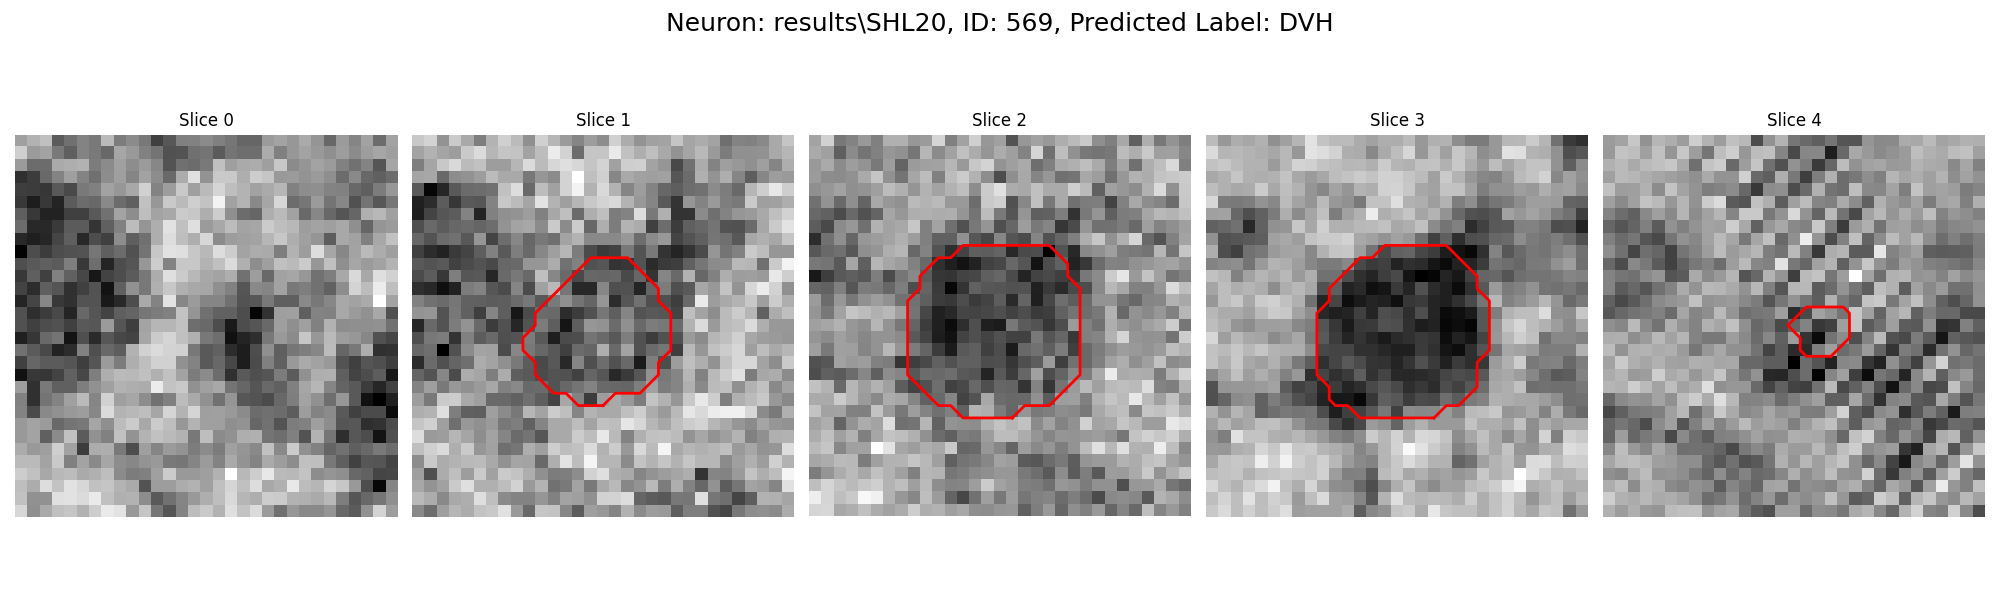 Neuron: results\SHL20, ID: 569, Predicted Label: DVH
Slice 0
Slice 1
Slice 2
Slice 3
Slice 4